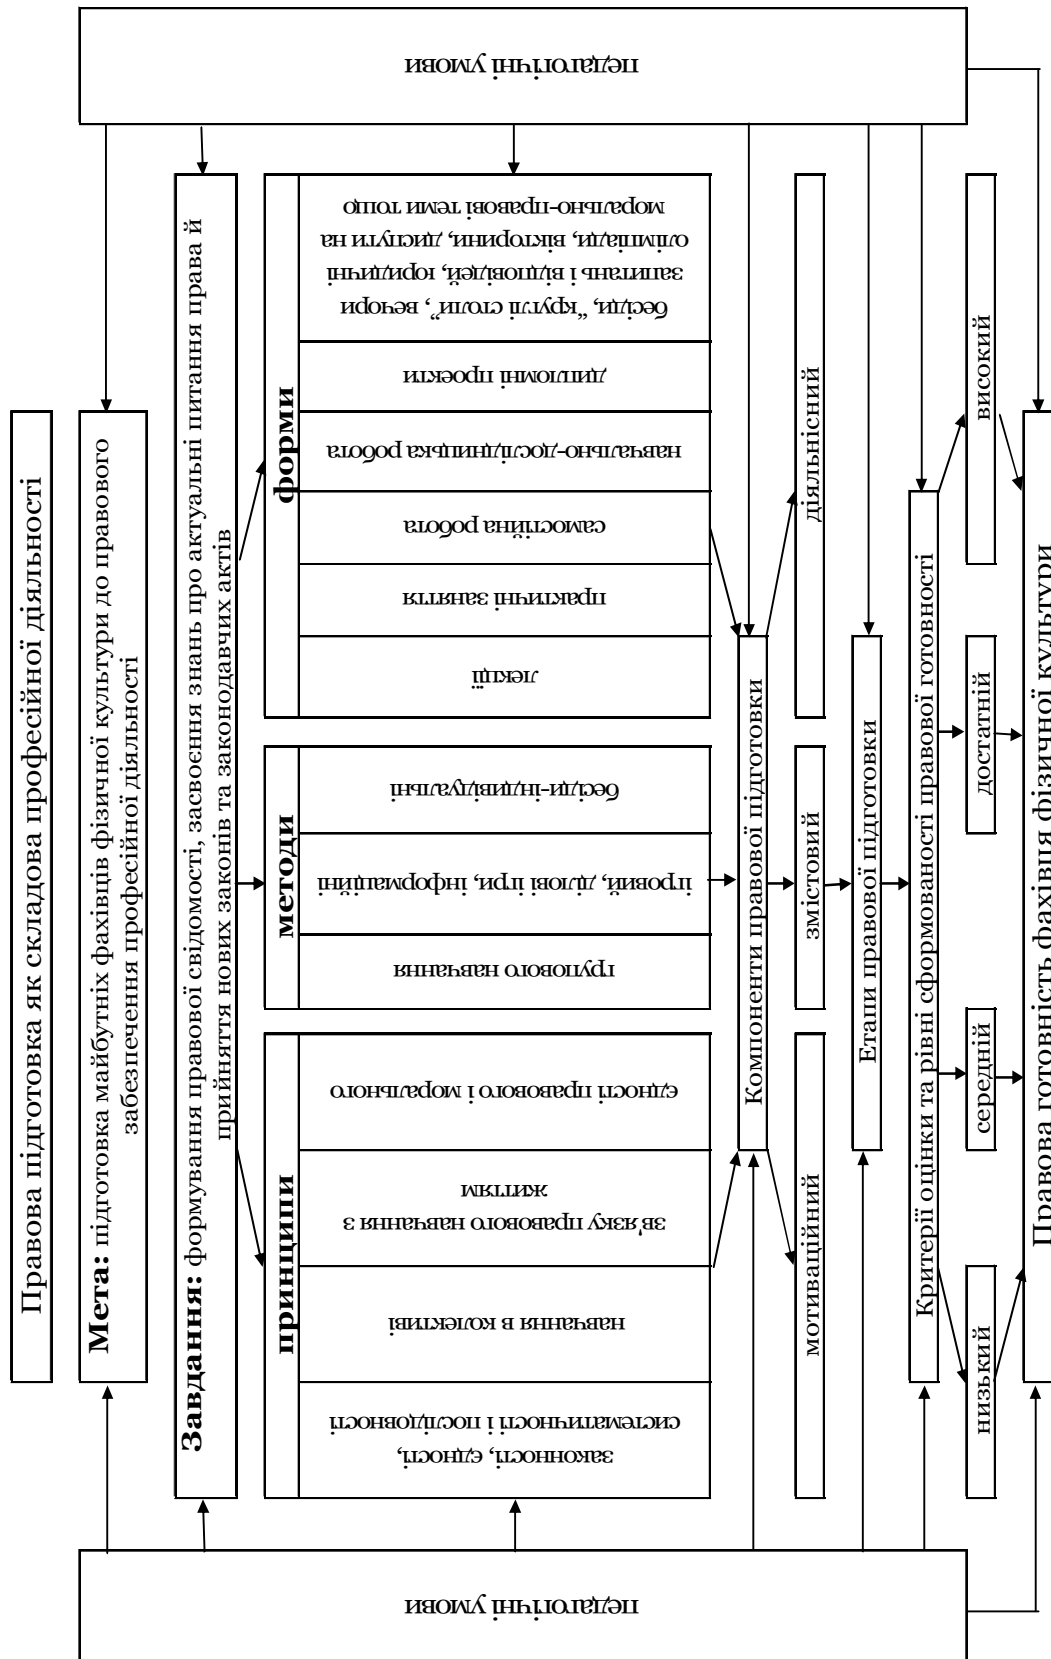 Правова підготовка як складова професійної діяльності
Мета: підготовка майбутніх фахівців фізичної культури до правового
забезпечення професійної діяльності
Завдання: формування правової свідомості, засвоєння знань про актуальні питання права й
прийняття нових законів та законодавчих актів
педагогічні умови
педагогічні умови
принципи
законності, єдності,
систематичності і послідовності
навчання в колективі
зв'язку правового навчання з
життям
єдності правового і морального
методи
групового навчання
ігровий, ділові ігри, інформаційні
бесіди-індивідуальні
форми
лекції
практичні заняття
самостійна робота
навчально-дослідницька робота
дипломні проекти
бесіди, “круглі столи”, вечори
запитань і відповідей, юридичні
олімпіади, вікторини, диспути на
морально-правові теми тощо
Компоненти правової підготовки
мотиваційний
змістовий
діяльнісний
Етапи правової підготовки
Критерії оцінки та рівні сформованості правової готовності
низький
середній
достатній
високий
Правова готовність фахівця фізичної культури